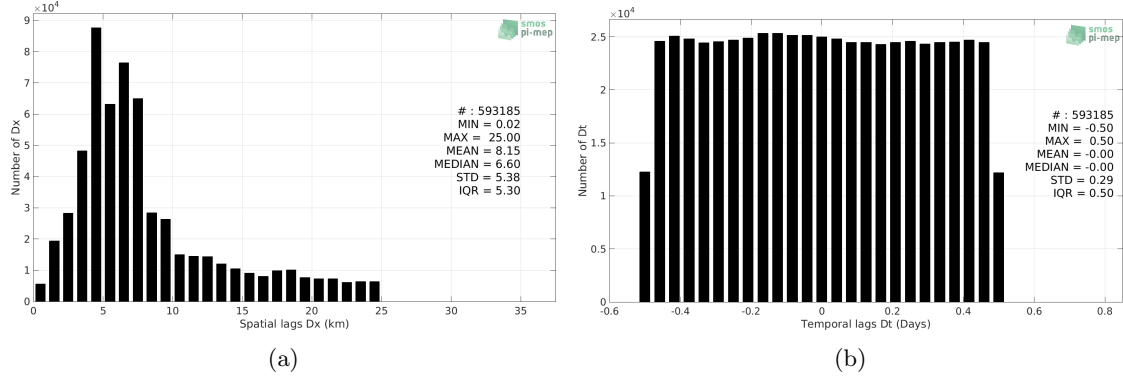 ×10⁴
9
8
7
6
5
4
3
2
1
0
Number of Dx
0 5 10 15 20 25 30 35
Spatial lags Dx (km)
smos
pi-mep
# : 593185
MIN = 0.02
MAX = 25.00
MEAN = 8.15
MEDIAN = 6.60
STD = 5.38
IQR = 5.30
(a)
×10⁴
2.5
2
1.5
1
0.5
0
Number of Dt
-0.6 -0.4 -0.2 0 0.2 0.4 0.6 0.8
Temporal lags Dt (Days)
smos
pi-mep
# : 593185
MIN = -0.50
MAX = 0.50
MEAN = -0.00
MEDIAN = -0.00
STD = 0.29
IQR = 0.50
(b)